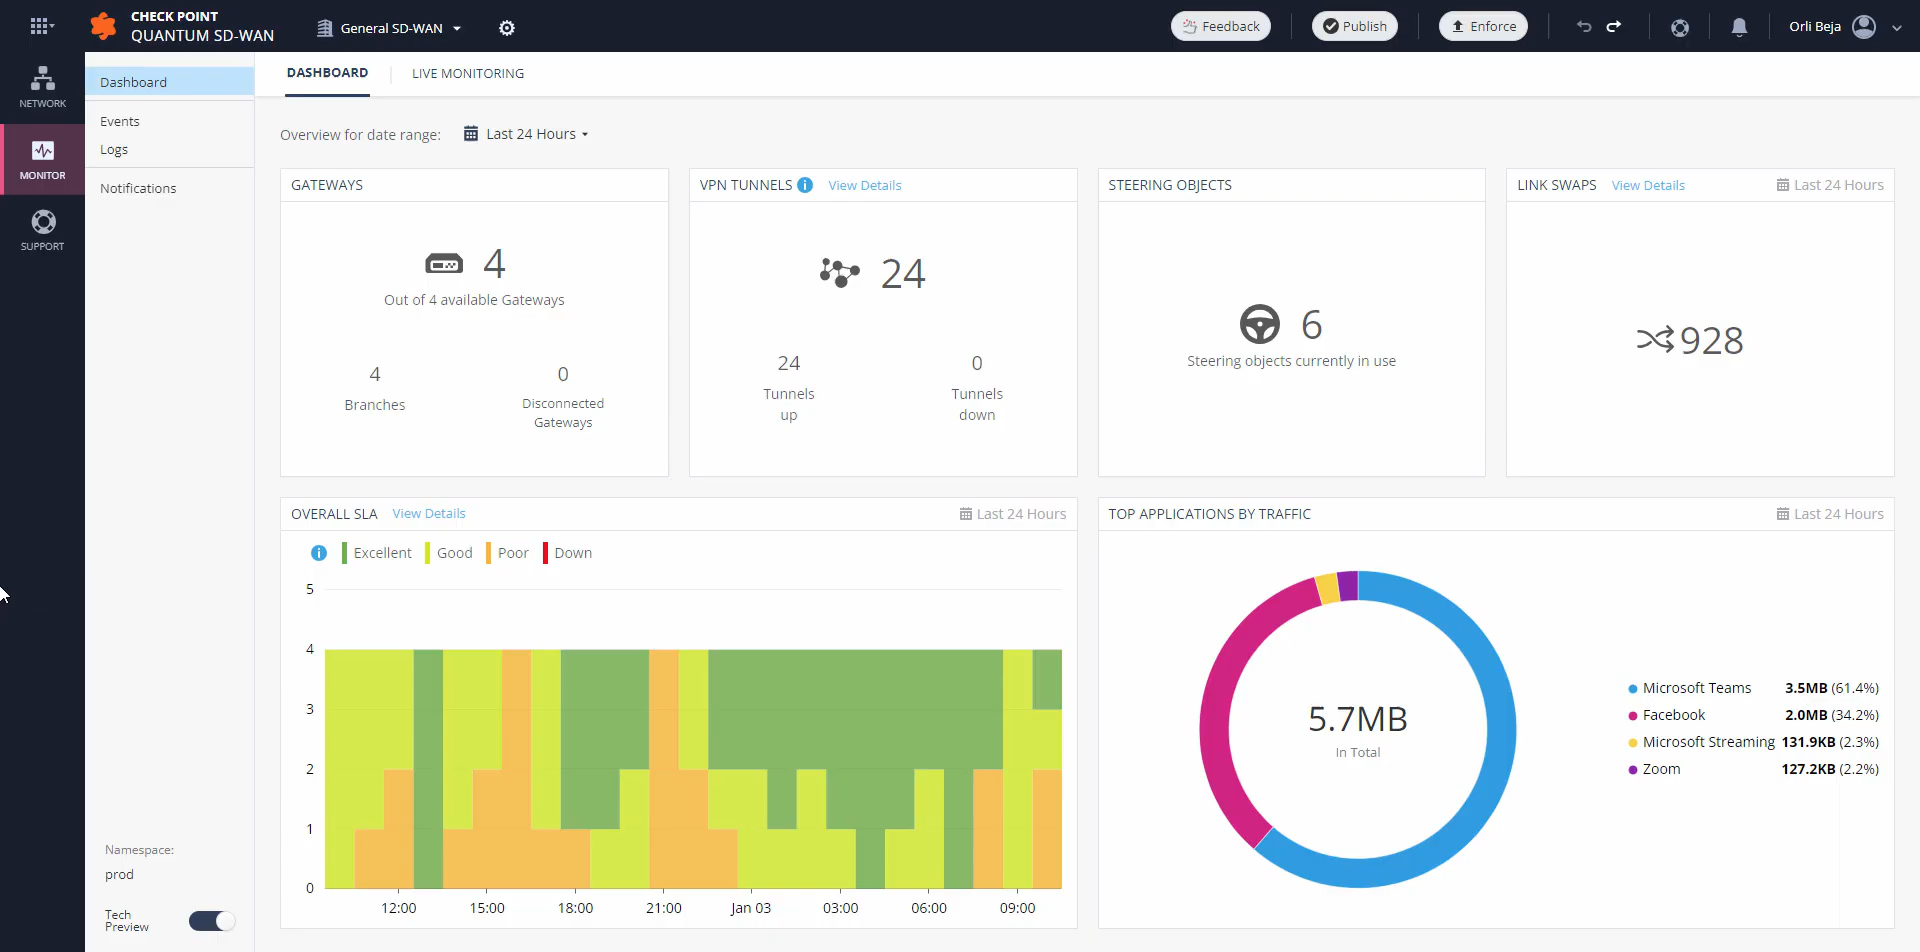 CHECK POINT
QUANTUM SD-WAN
General SD-WAN
Feedback
Publish
Enforce
Orli Beja
NETWORK
MONITOR
SUPPORT
Dashboard
Events
Logs
Notifications
Namespace:
prod
Tech
Preview
DASHBOARD
LIVE MONITORING
Overview for date range:
Last 24 Hours
GATEWAYS
4
Out of 4 available Gateways
4
Branches
0
Disconnected
Gateways
VPN TUNNELS
View Details
24
24
Tunnels
up
0
Tunnels
down
STEERING OBJECTS
6
Steering objects currently in use
LINK SWAPS
View Details
Last 24 Hours
928
OVERALL SLA
View Details
Last 24 Hours
Excellent
Good
Poor
Down
5
4
3
2
1
0
12:00
15:00
18:00
21:00
Jan 03
03:00
06:00
09:00
TOP APPLICATIONS BY TRAFFIC
Last 24 Hours
5.7MB
In Total
Microsoft Teams 3.5MB (61.4%)
Facebook 2.0MB (34.2%)
Microsoft Streaming 131.9KB (2.3%)
Zoom 127.2KB (2.2%)